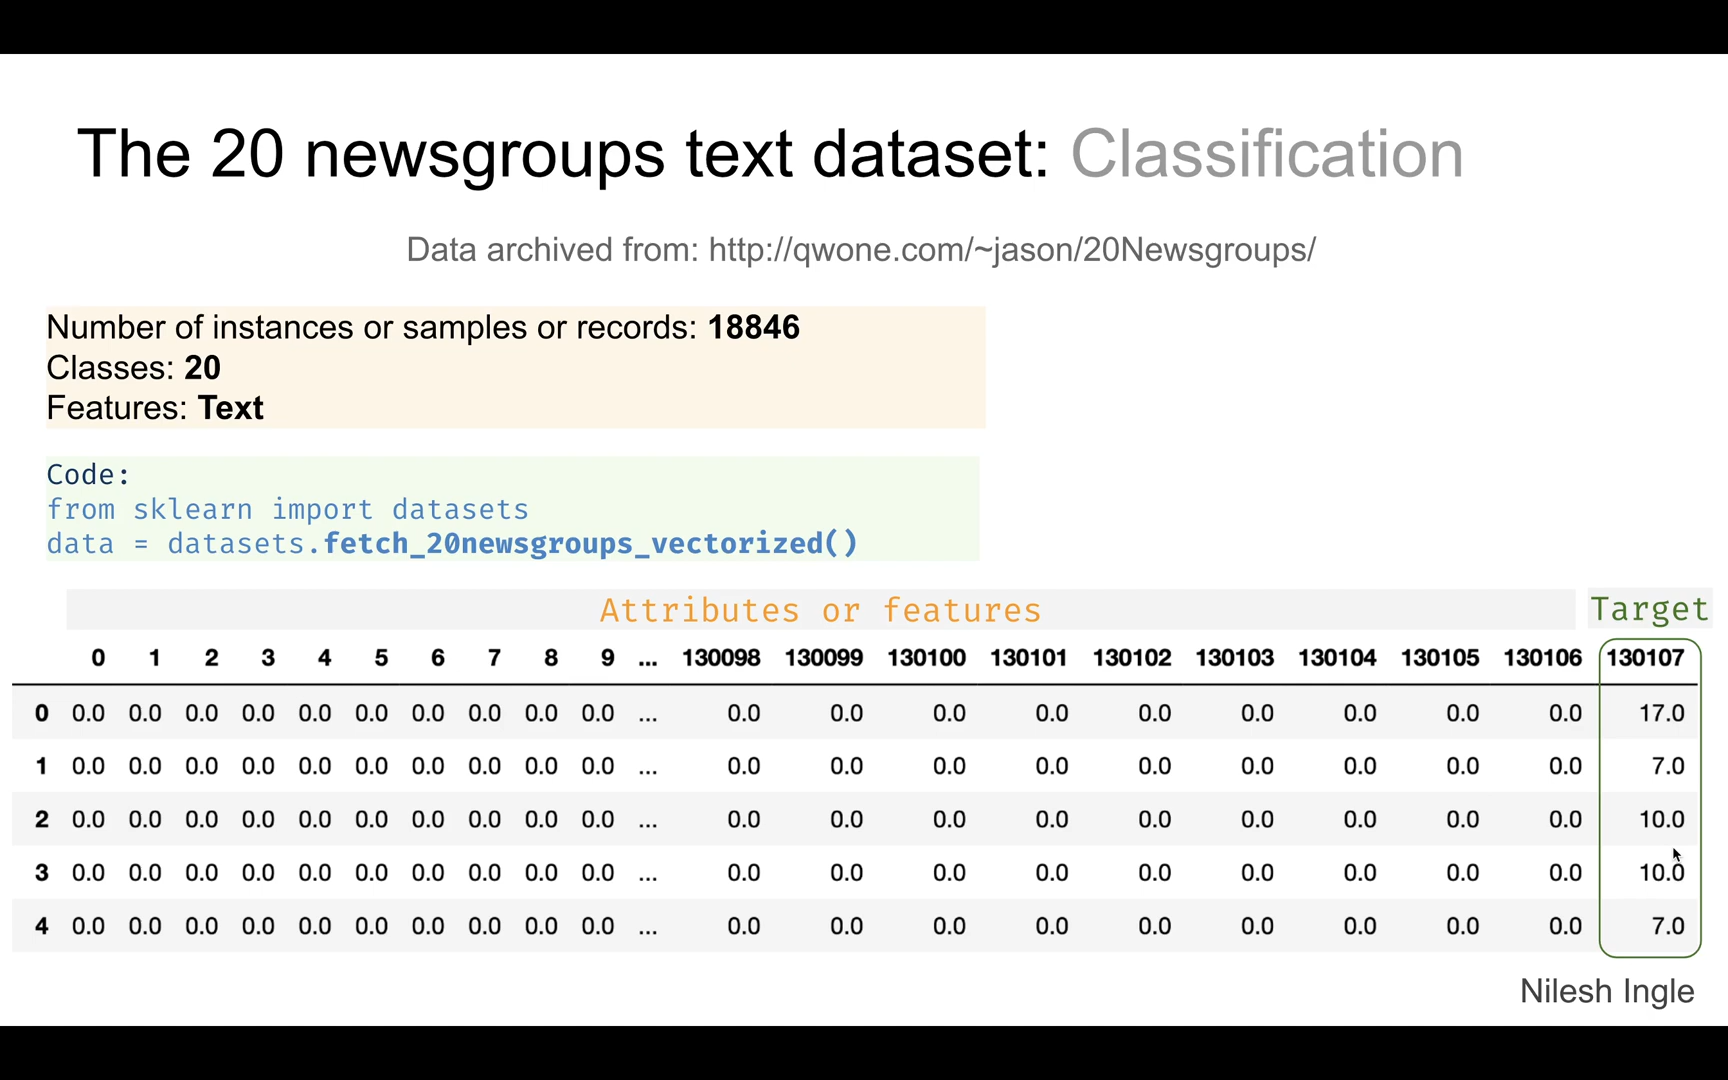 The 20 newsgroups text dataset: Classification
Data archived from: http://qwone.com/~jason/20Newsgroups/
Number of instances or samples or records: 18846
Classes: 20
Features: Text
Code:
from sklearn import datasets
data = datasets.fetch_20newsgroups_vectorized()
Attributes or features Target
0 1 2 3 4 5 6 7 8 9 ... 130098 130099 130100 130101 130102 130103 130104 130105 130106 130107
0 0.0 0.0 0.0 0.0 0.0 0.0 0.0 0.0 0.0 0.0 ... 0.0 0.0 0.0 0.0 0.0 0.0 0.0 0.0 0.0 17.0
1 0.0 0.0 0.0 0.0 0.0 0.0 0.0 0.0 0.0 0.0 ... 0.0 0.0 0.0 0.0 0.0 0.0 0.0 0.0 0.0 7.0
2 0.0 0.0 0.0 0.0 0.0 0.0 0.0 0.0 0.0 0.0 ... 0.0 0.0 0.0 0.0 0.0 0.0 0.0 0.0 0.0 10.0
3 0.0 0.0 0.0 0.0 0.0 0.0 0.0 0.0 0.0 0.0 ... 0.0 0.0 0.0 0.0 0.0 0.0 0.0 0.0 0.0 10.0
4 0.0 0.0 0.0 0.0 0.0 0.0 0.0 0.0 0.0 0.0 ... 0.0 0.0 0.0 0.0 0.0 0.0 0.0 0.0 0.0 7.0
Nilesh Ingle